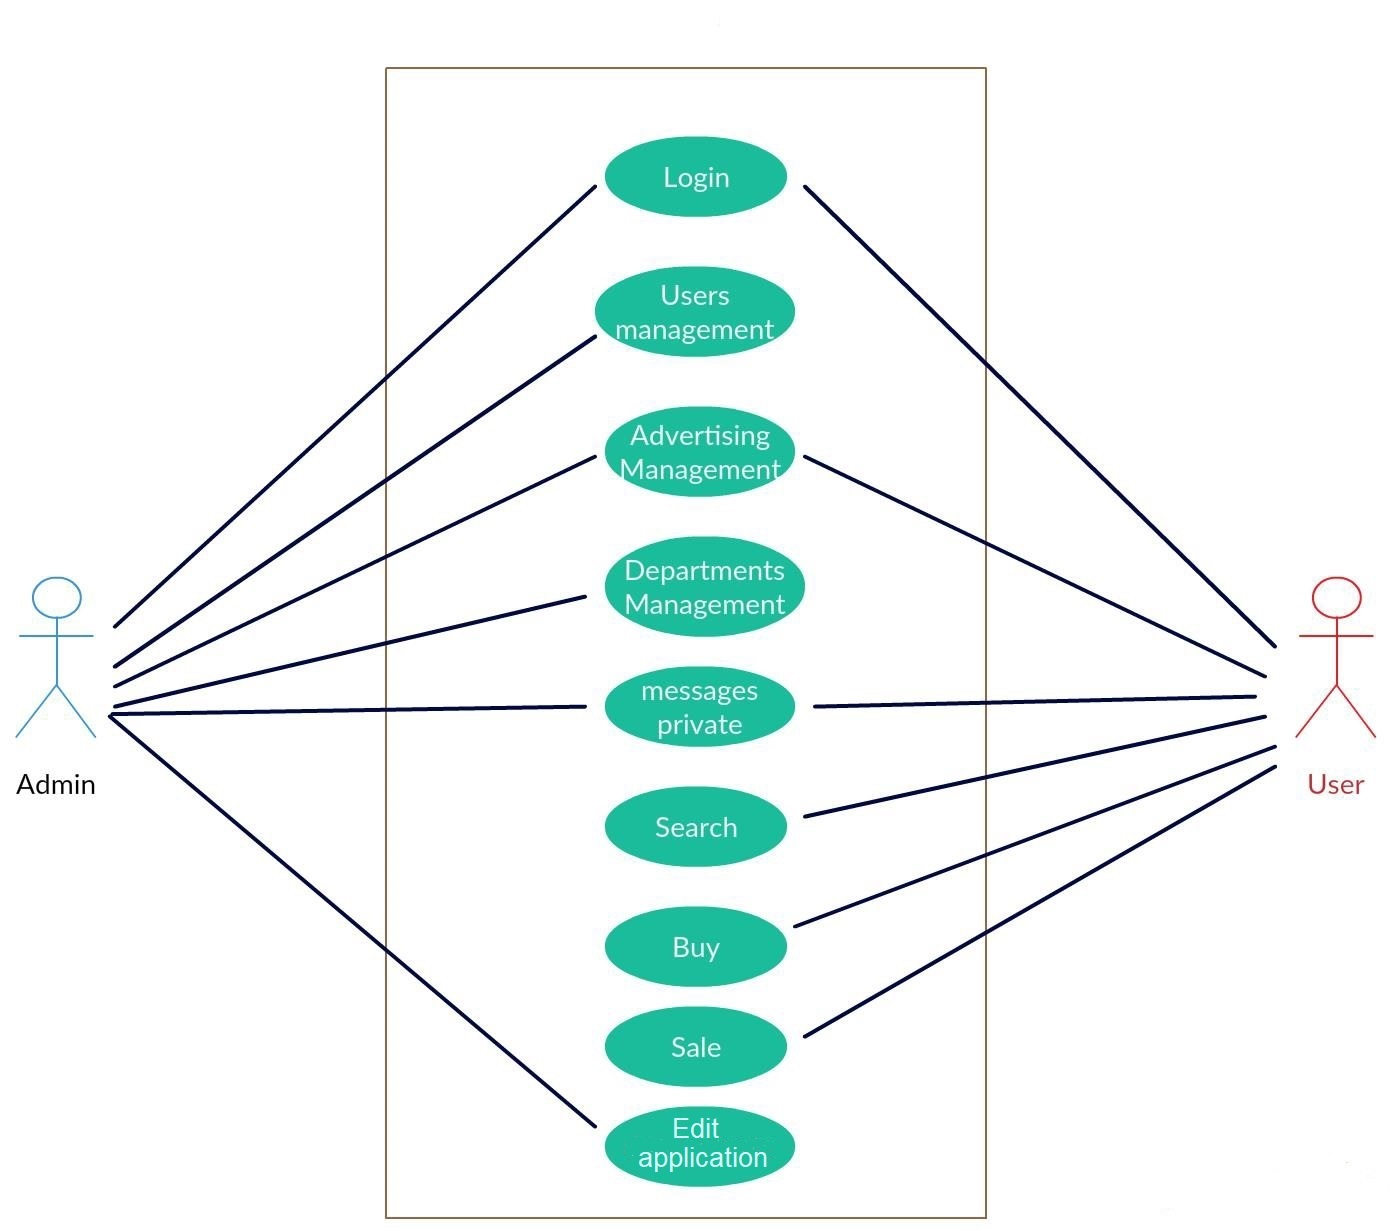 Login
Users
management
Advertising
Management
Departments
Management
messages
private
Admin
User
Search
Buy
Sale
Edit
application